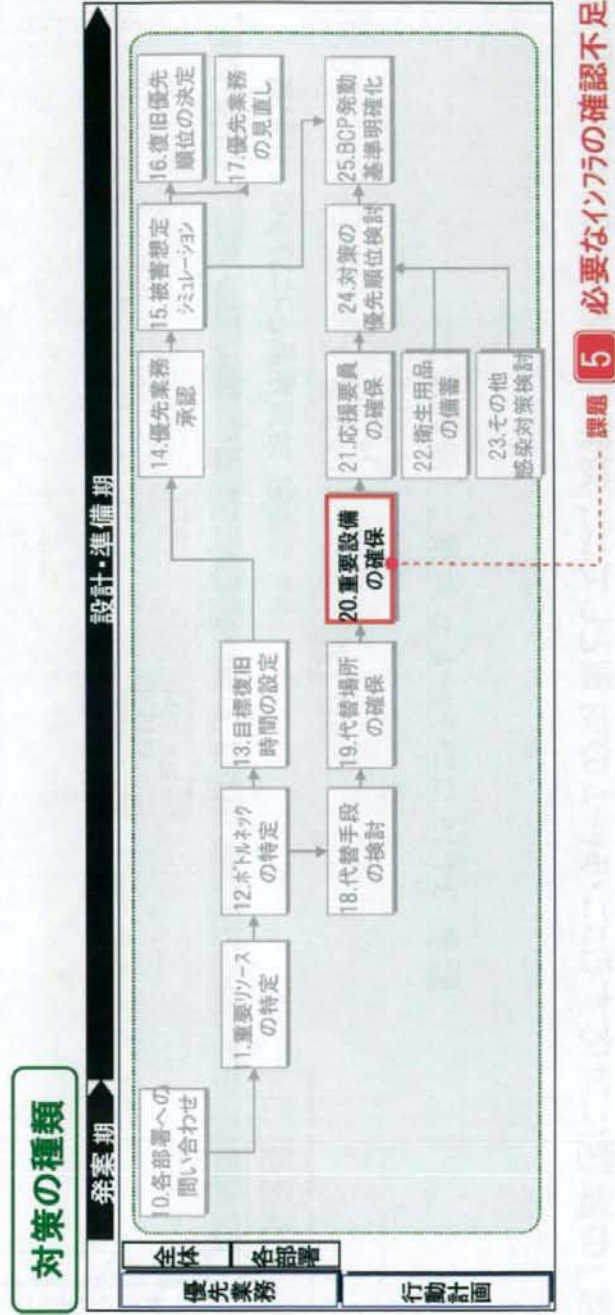 対策の種類
発案期
設計・準備期
優先業務
全体
各部署
行動計画
10.各部署への
問い合わせ
11.重要リソース
の特定
12.ボトルネック
の特定
13.目標復旧
時間の設定
14.優先業務
承認
15.被害想定
シミュレーション
16.復旧優先
順位の決定
17.優先業務
の見直し
18.代替手段
の検討
19.代替場所
の確保
20.重要設備
の確保
21.応援要員
の確保
22.衛生用品
の備蓄
23.その他
感染対策検討
24.対策の
優先順位検討
25.BCP発動
基準明確化
課題 5 必要なインフラの確認不足